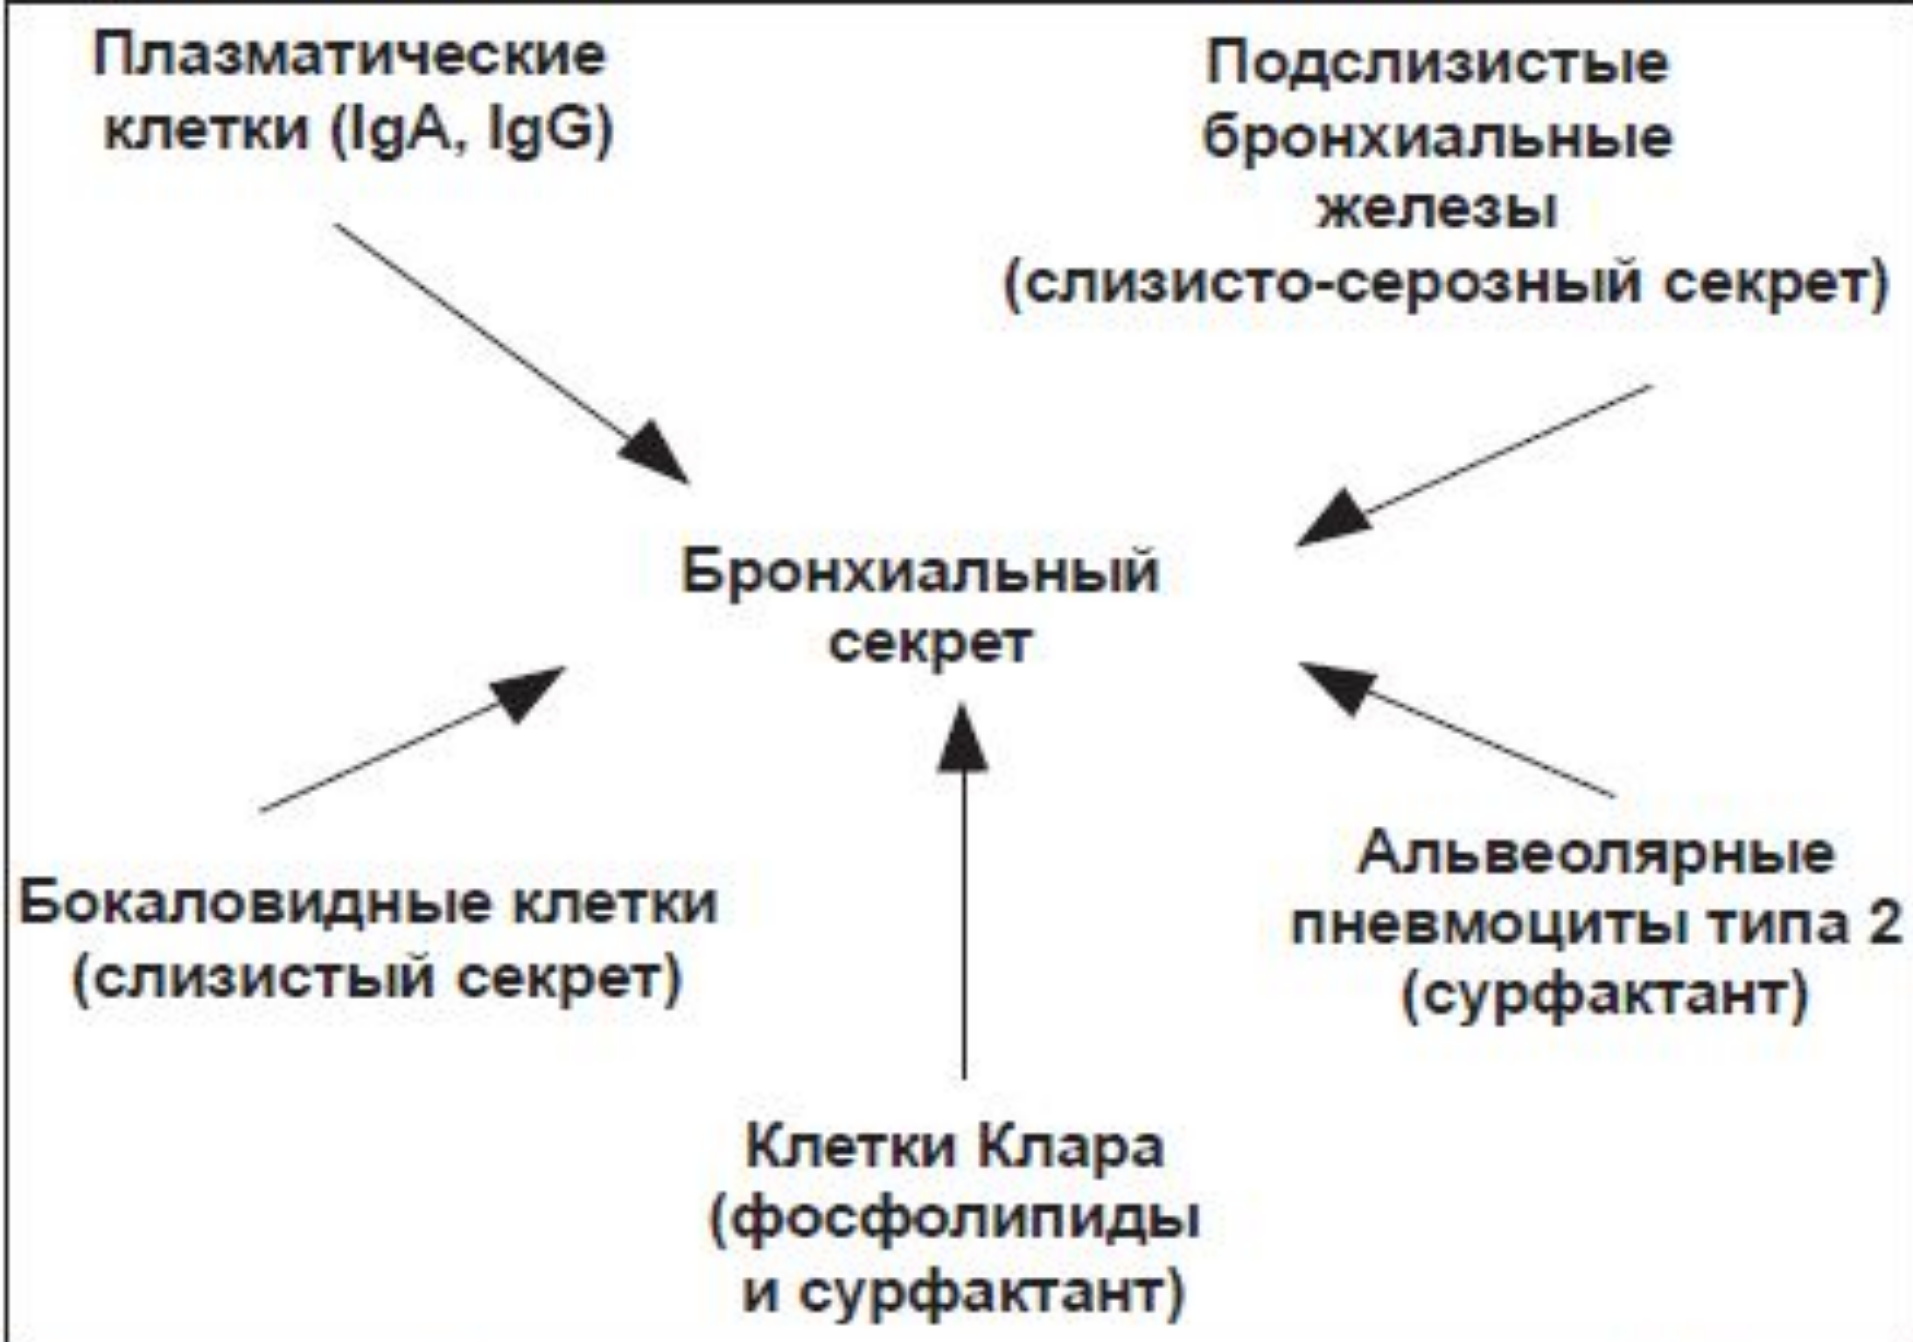 Плазматические
клетки (IgA, IgG)
Подслизистые
бронхиальные
железы
(слизисто-серозный секрет)
Бронхиальный
секрет
Бокаловидные клетки
(слизистый секрет)
Альвеолярные
пневмоциты типа 2
(сурфактант)
Клетки Клара
(фосфолипиды
и сурфактант)